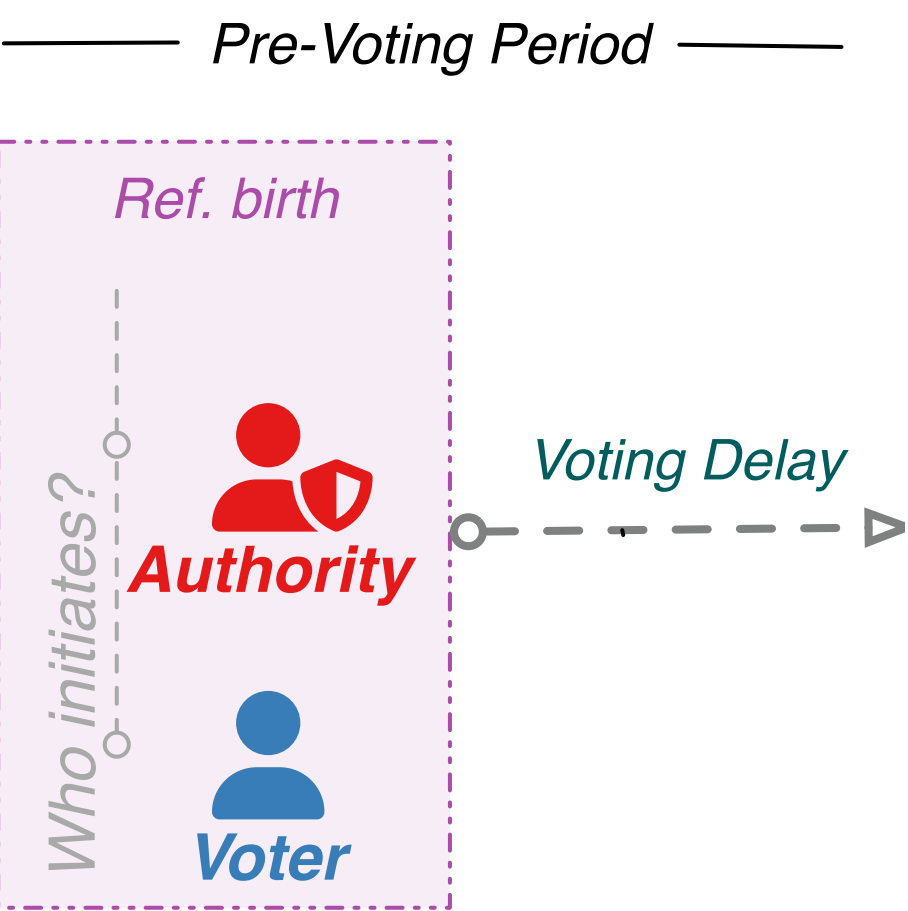 Pre-Voting Period
Ref. birth
Who initiates?
Authority
Voter
Voting Delay